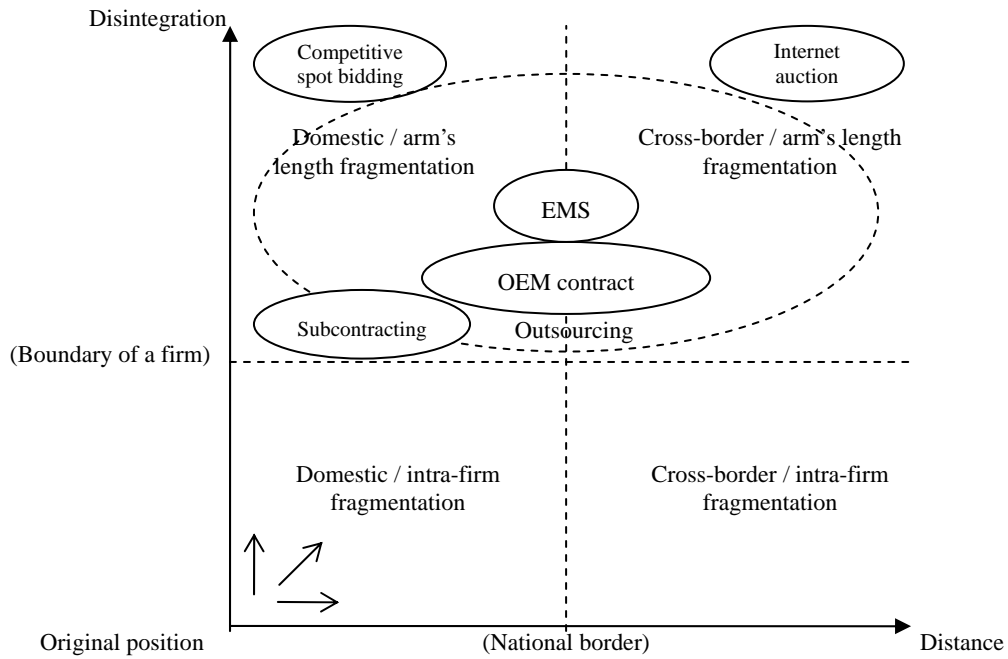 Disintegration
Competitive
spot bidding
Internet
auction
Domestic / arm's
length fragmentation
Cross-border / arm's length
fragmentation
EMS
OEM contract
Subcontracting
Outsourcing
(Boundary of a firm)
Domestic / intra-firm
fragmentation
Cross-border / intra-firm
fragmentation
Original position
(National border)
Distance